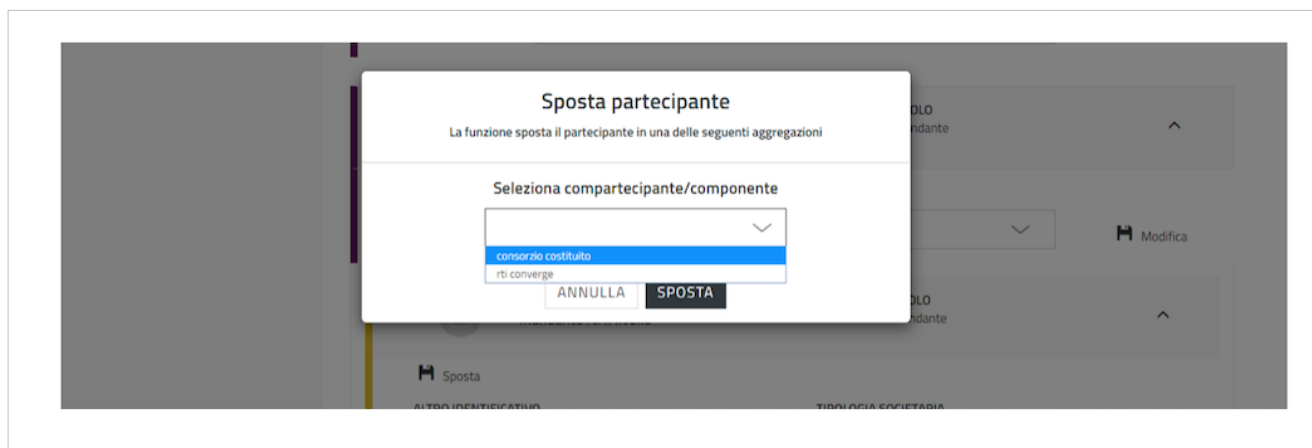 Sposta partecipante
La funzione sposta il partecipante in una delle seguenti aggregazioni
Seleziona compartecipante/componente
consorzio costituito
rti converge
ANNULLA
SPOSTA
OLO
ndante
Modifica
OLO
ndante
Sposta
ALTRO IDENTIFICATIVO
TIPOLOGIA SOCIETARIA